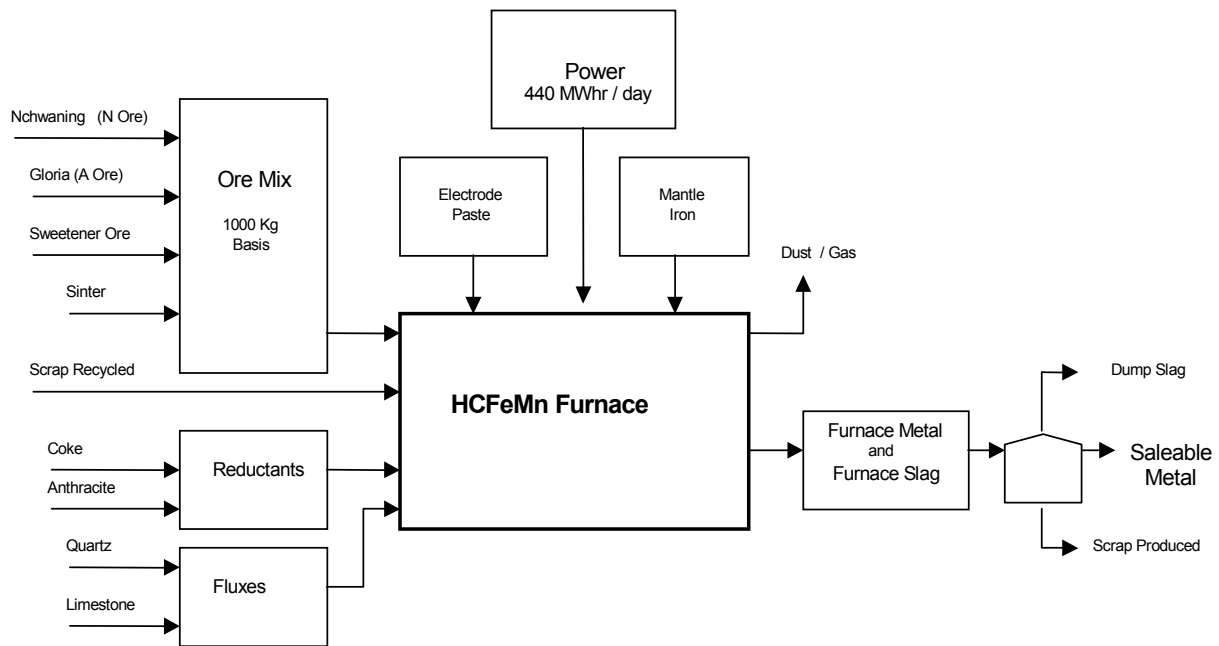 Power
440 MWhr / day
Nchwaning (N Ore)
Gloria (A Ore)
Sweetener Ore
Sinter
Ore Mix
1000 Kg
Basis
Electrode
Paste
Mantle
Iron
Dust / Gas
Scrap Recycled
HCFeMn Furnace
Coke
Anthracite
Reductants
Quartz
Limestone
Fluxes
Furnace Metal
and
Furnace Slag
Dump Slag
Saleable
Metal
Scrap Produced